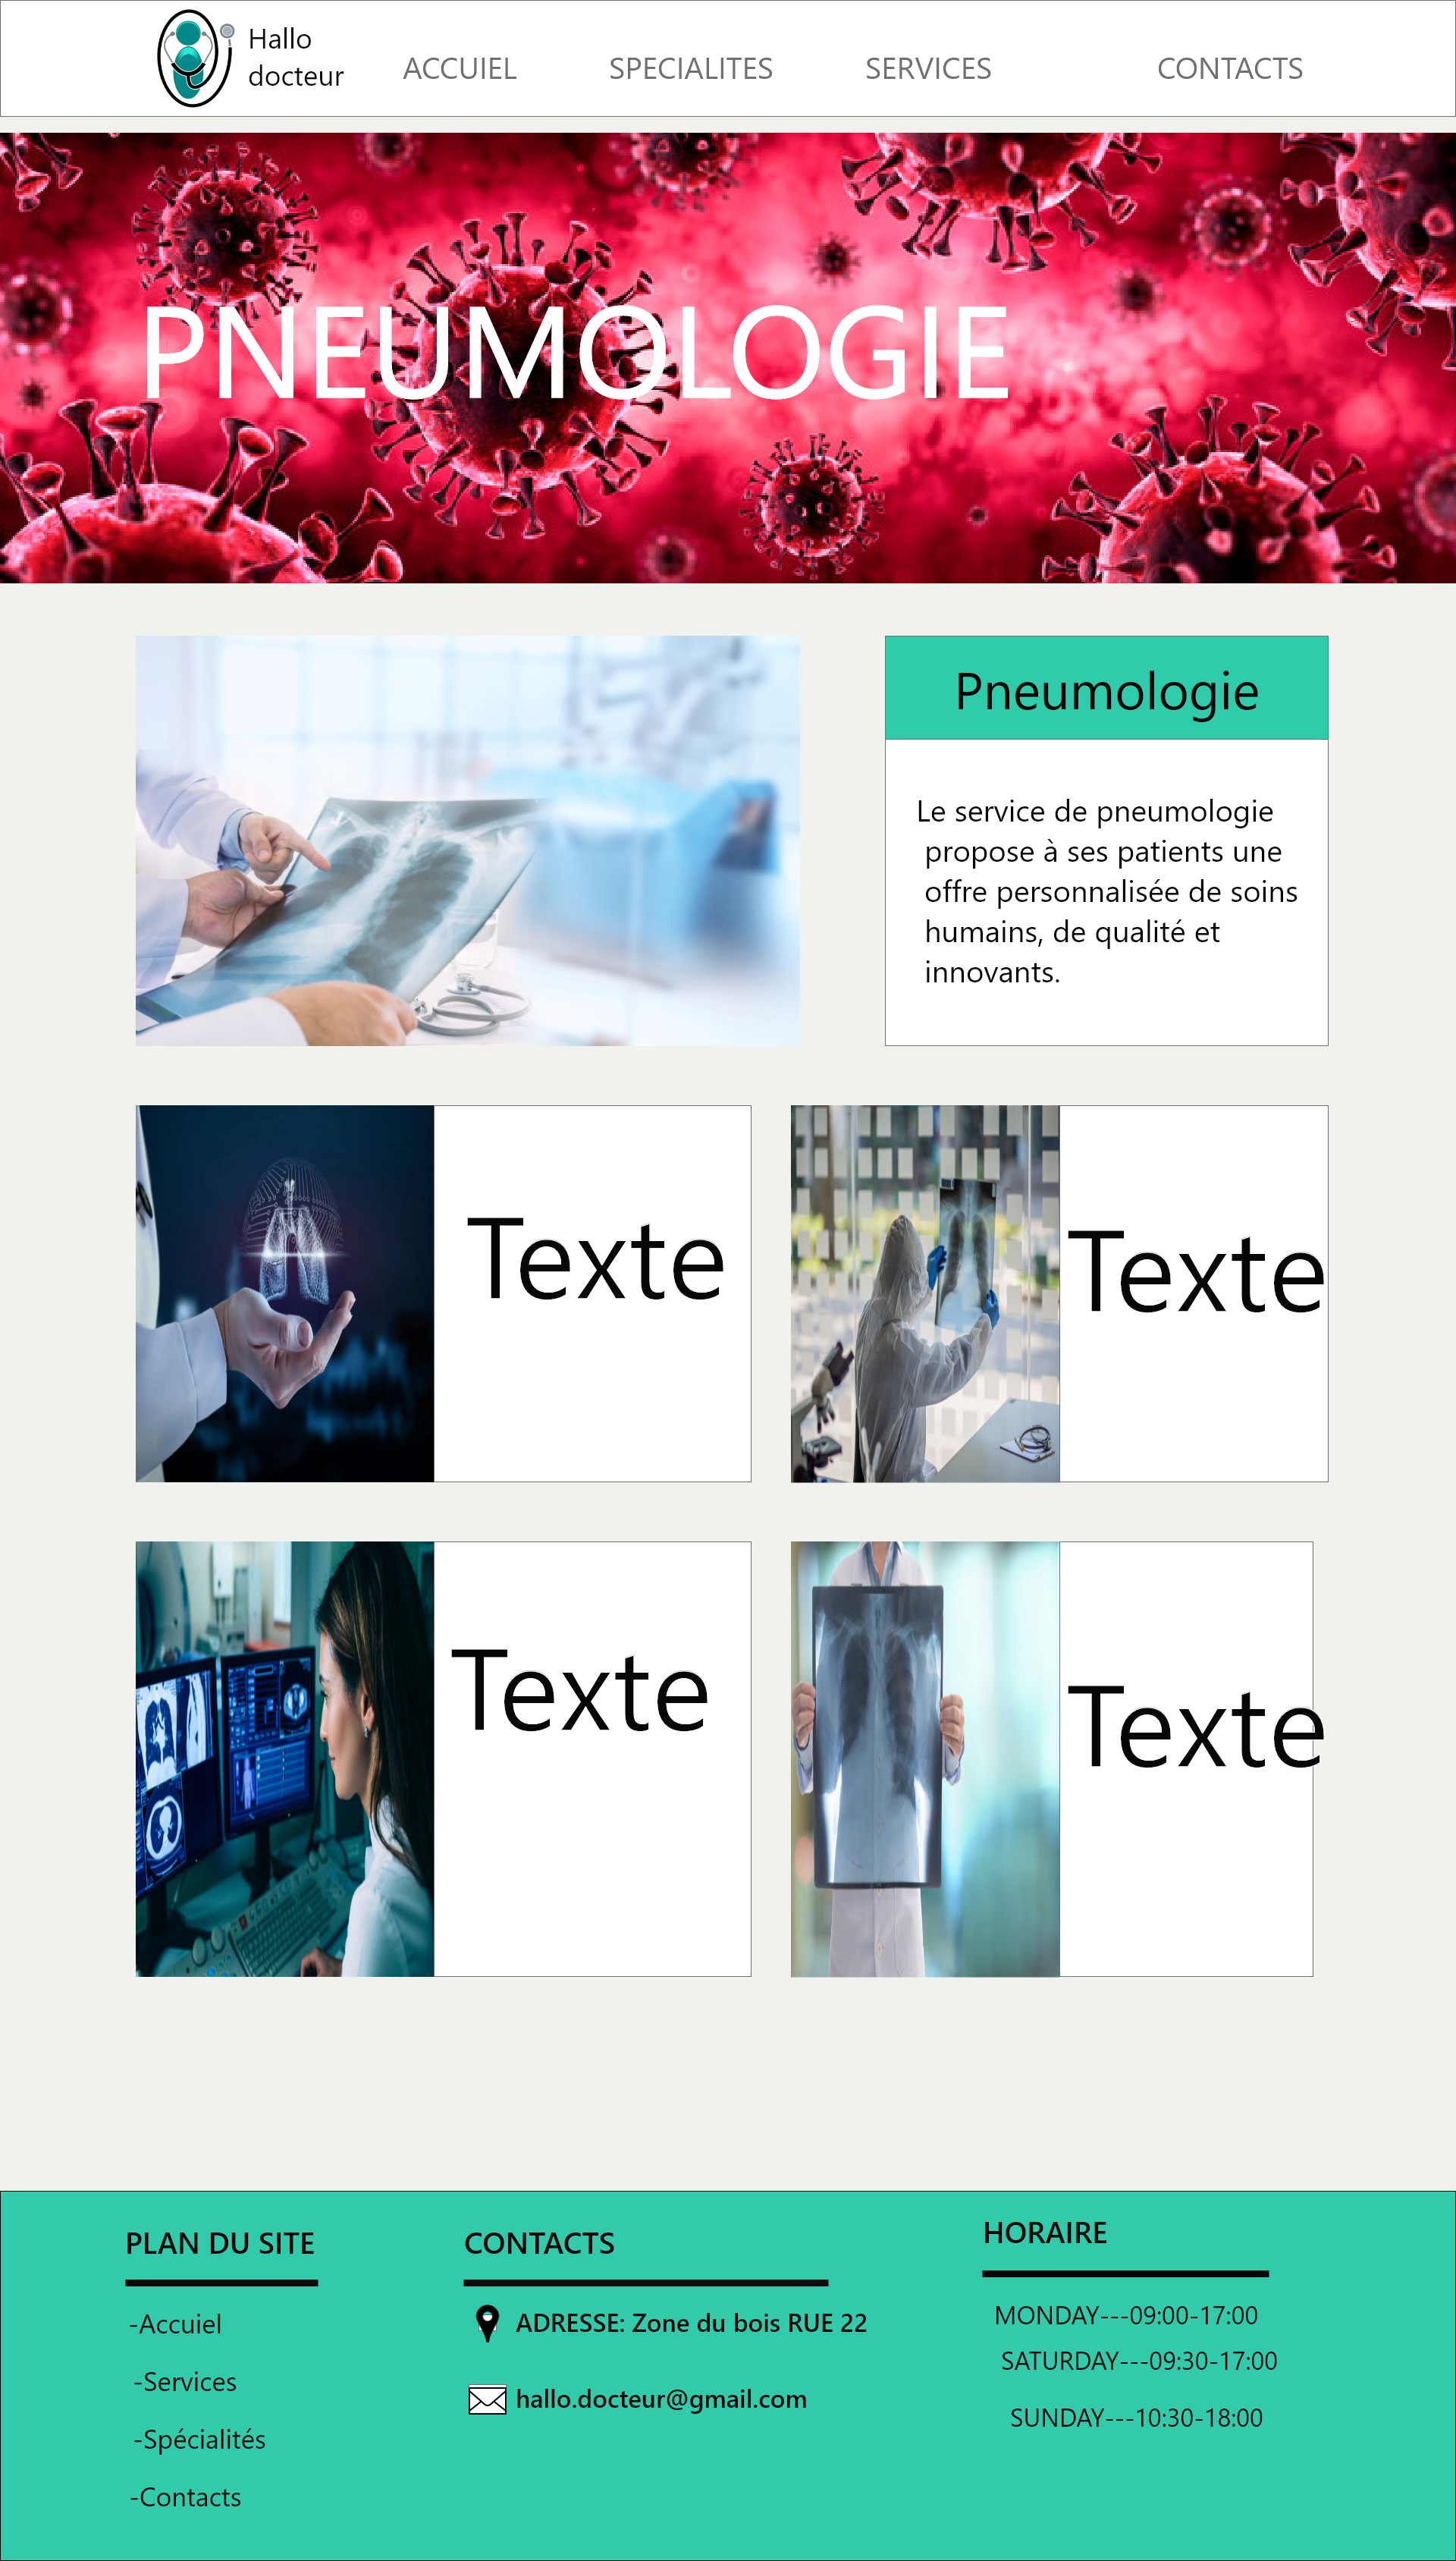 Hallo
docteur
ACCUIEL
SPECIALITES
SERVICES
CONTACTS
PNEUMOLOGIE
Pneumologie
Le service de pneumologie
propose à ses patients une
offre personnalisée de soins
humains, de qualité et
innovants.
Texte
Texte
Texte
Texte
PLAN DU SITE
-Accuiel
-Services
-Spécialités
-Contacts
CONTACTS
ADRESSE: Zone du bois RUE 22
hallo.docteur@gmail.com
HORAIRE
MONDAY---09:00-17:00
SATURDAY---09:30-17:00
SUNDAY---10:30-18:00